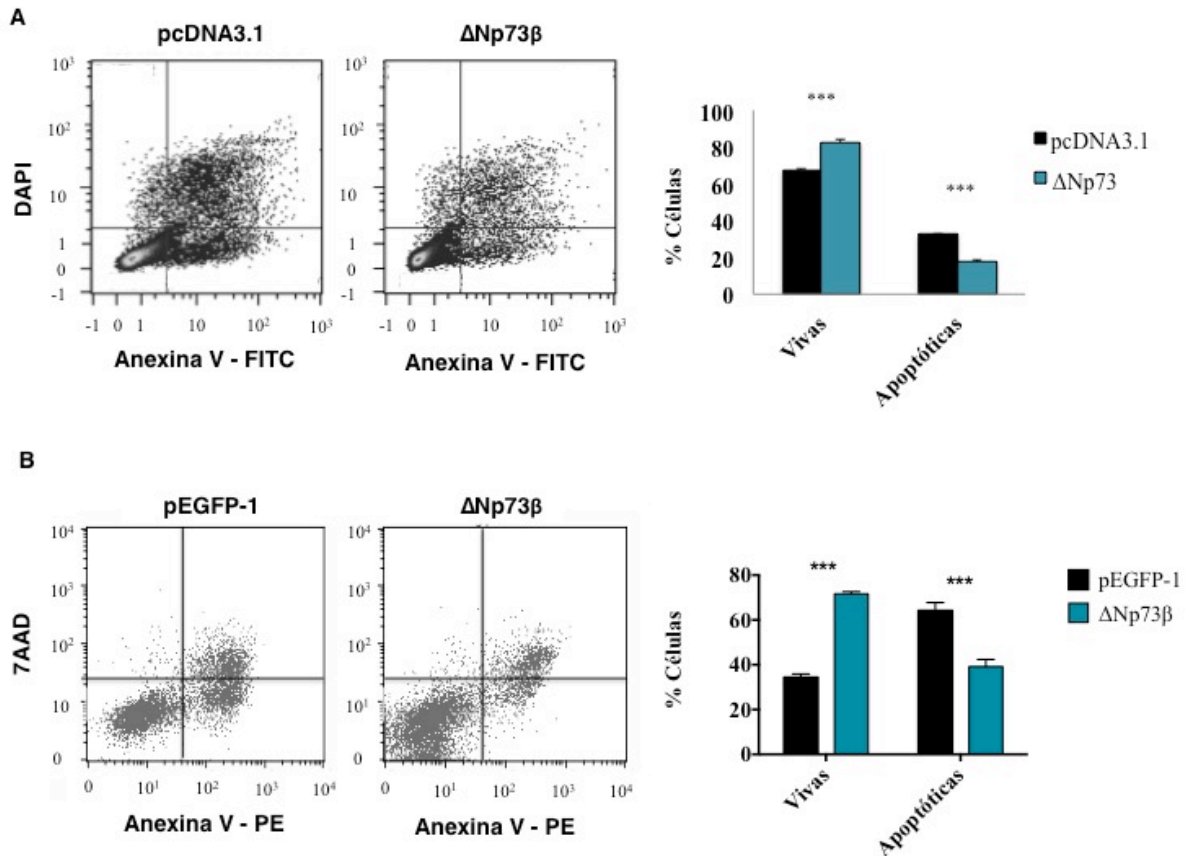 A
pcDNA3.1
ΔNp73β
10³
10²
10
1
0
-1
DAPI
-1 0 1 10 10² 10³
Anexina V - FITC
10³
10²
10
1
0
-1
-1 0 1 10 10² 10³
Anexina V - FITC
***
***
100
80
60
40
20
0
% Células
Vivas
Apoptóticas
pcDNA3.1
ΔNp73
B
pEGFP-1
ΔNp73β
10⁴
10³
10²
10
0
7AAD
0 10¹ 10² 10³ 10⁴
Anexina V - PE
10⁴
10³
10²
10¹
0
0 10¹ 10² 10³ 10⁴
Anexina V - PE
***
***
80
60
40
20
0
% Células
Vivas
Apoptóticas
pEGFP-1
ΔNp73β